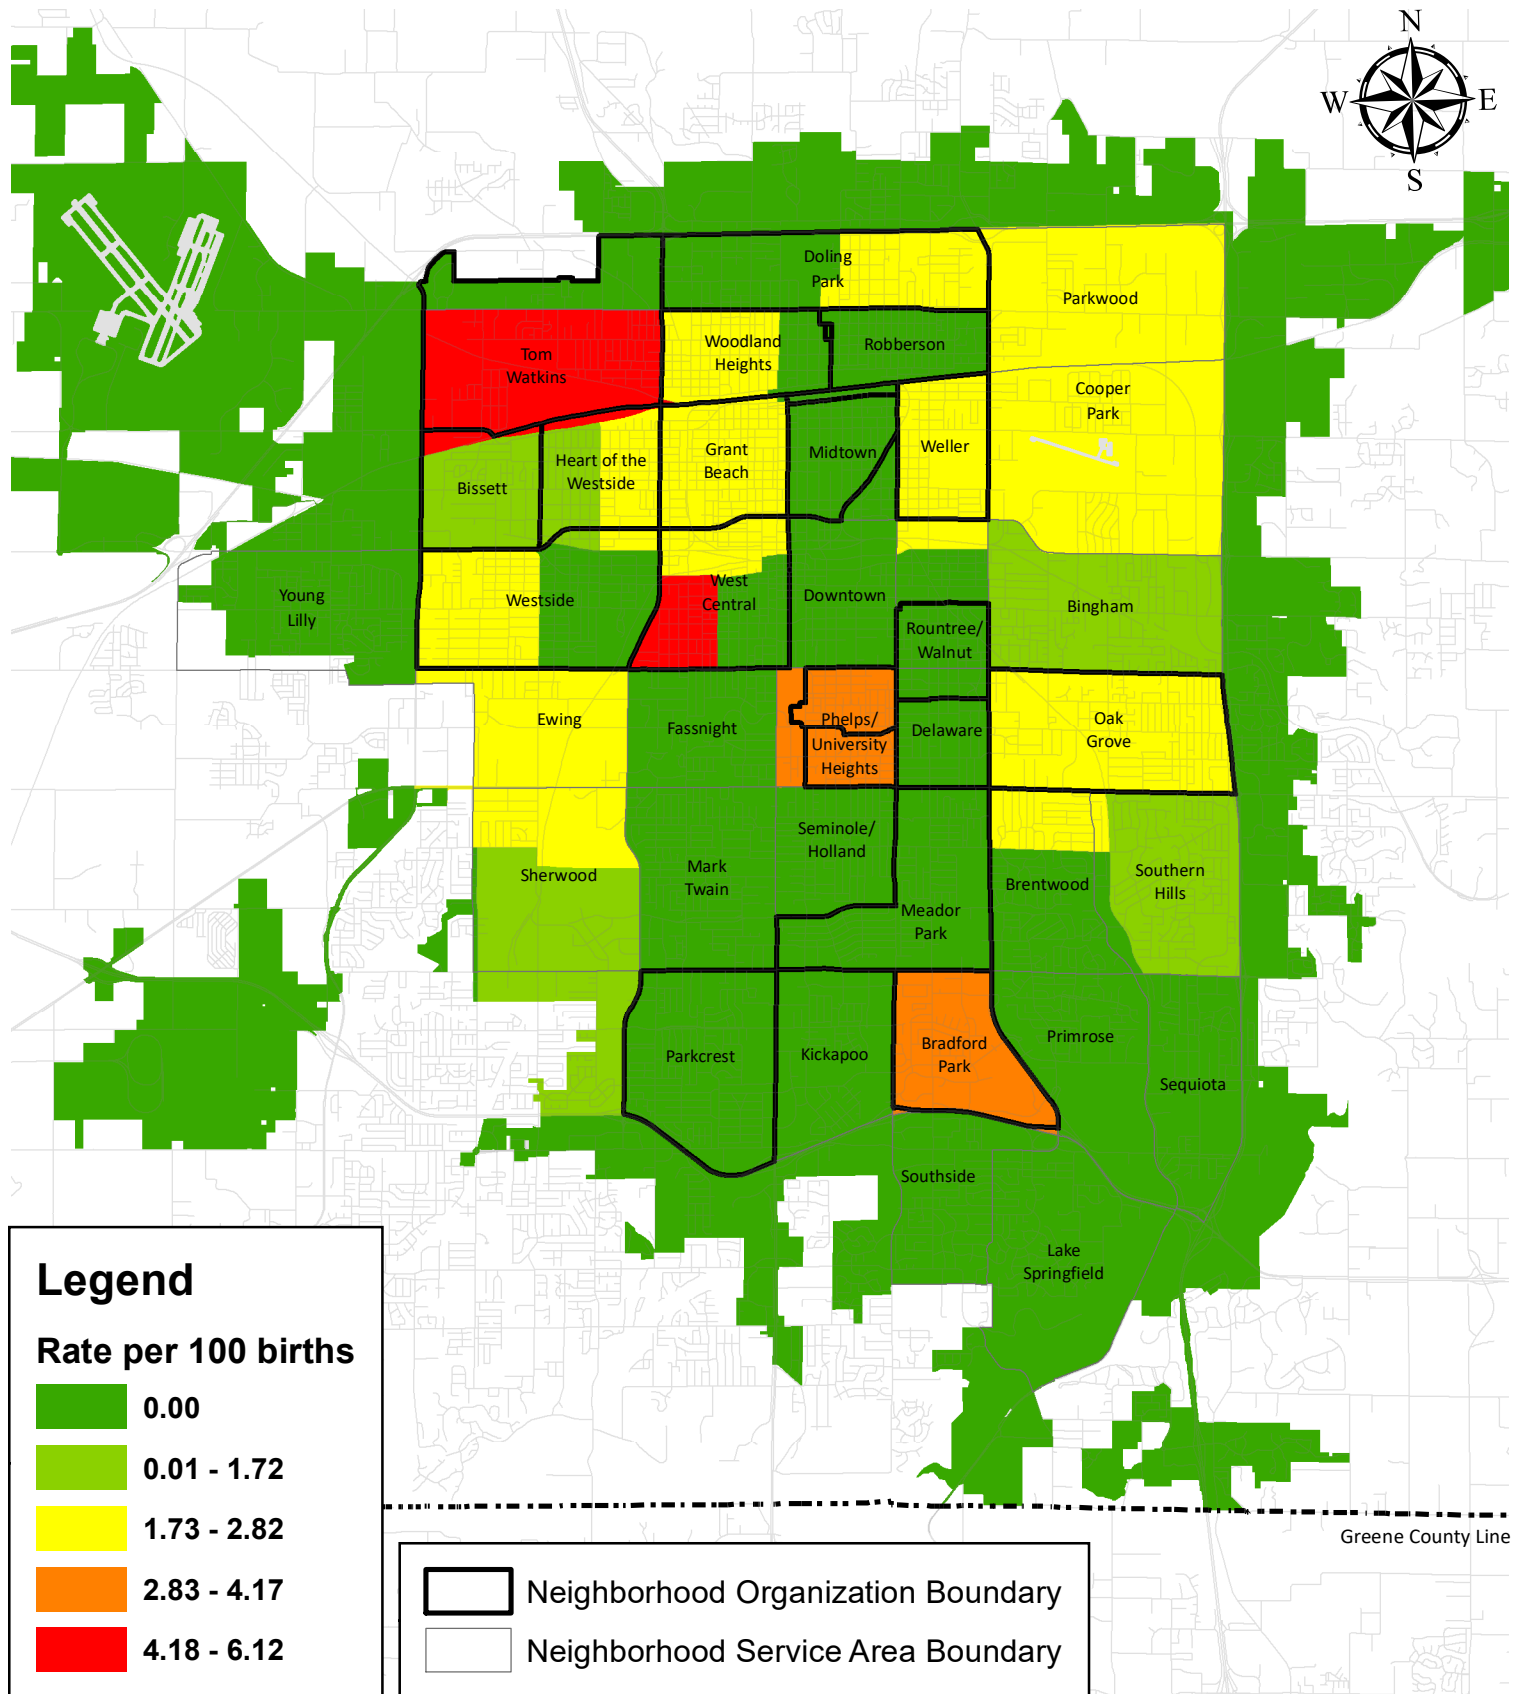 N
W
E
S
Doling
Park
Parkwood
Woodland
Heights
Robberson
Tom
Watkins
Cooper
Park
Grant
Beach
Midtown
Weller
Heart of the
Westside
Bissett
Young
Lilly
Westside
West
Central
Downtown
Bingham
Rountree/
Walnut
Ewing
Fassnight
Phelps/
University
Heights
Delaware
Oak
Grove
Seminole/
Holland
Mark
Twain
Sherwood
Brentwood
Southern
Hills
Meador
Park
Parkcrest
Kickapoo
Bradford
Park
Primrose
Sequiota
Southside
Lake
Springfield
Legend
Rate per 100 births
0.00
0.01 - 1.72
1.73 - 2.82
2.83 - 4.17
4.18 - 6.12
Greene County Line
Neighborhood Organization Boundary
Neighborhood Service Area Boundary